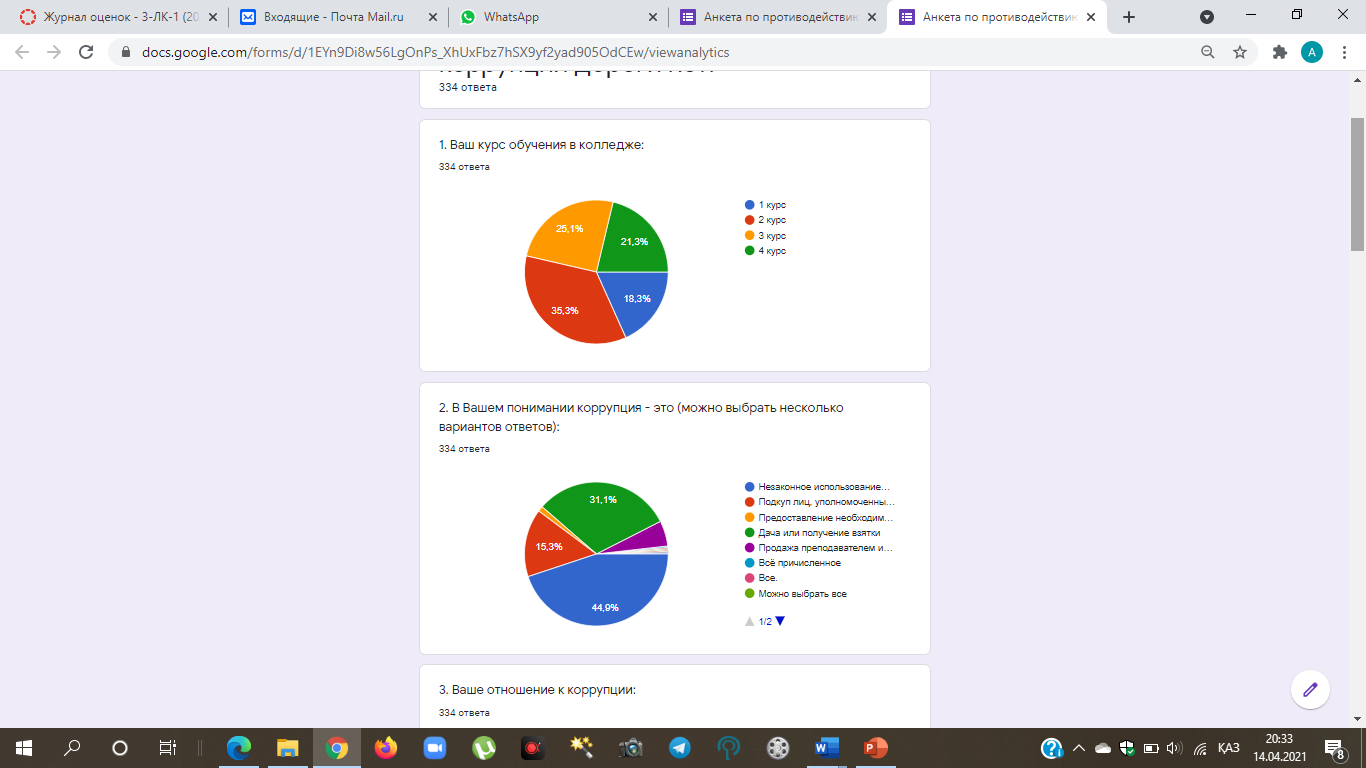 Журнал оценок - 3-ЛК-1 (20
Входящие - Почта Mail.ru
WhatsApp
Анкета по противодействию
Анкета по противодействию
docs.google.com/forms/d/1EYn9Di8w56LgOnPs_XhUxFbz7hSX9yf2yad905OdCEw/viewanalytics
A
334 ответа
1. Ваш курс обучения в колледже:
334 ответа
25,1%
21,3%
35,3%
18,3%
1 курс
2 курс
3 курс
4 курс
2. В Вашем понимании коррупция - это (можно выбрать несколько
вариантов ответов):
334 ответа
31,1%
15,3%
44,9%
Незаконное использование...
Подкуп лиц, уполномоченны...
Предоставление необходим...
Дача или получение взятки
Продажа преподавателем и...
Всё причисленное
Все.
Можно выбрать все
1/2
3. Ваше отношение к коррупции:
334 ответа
ҚАЗ
20:33
14.04.2021
8